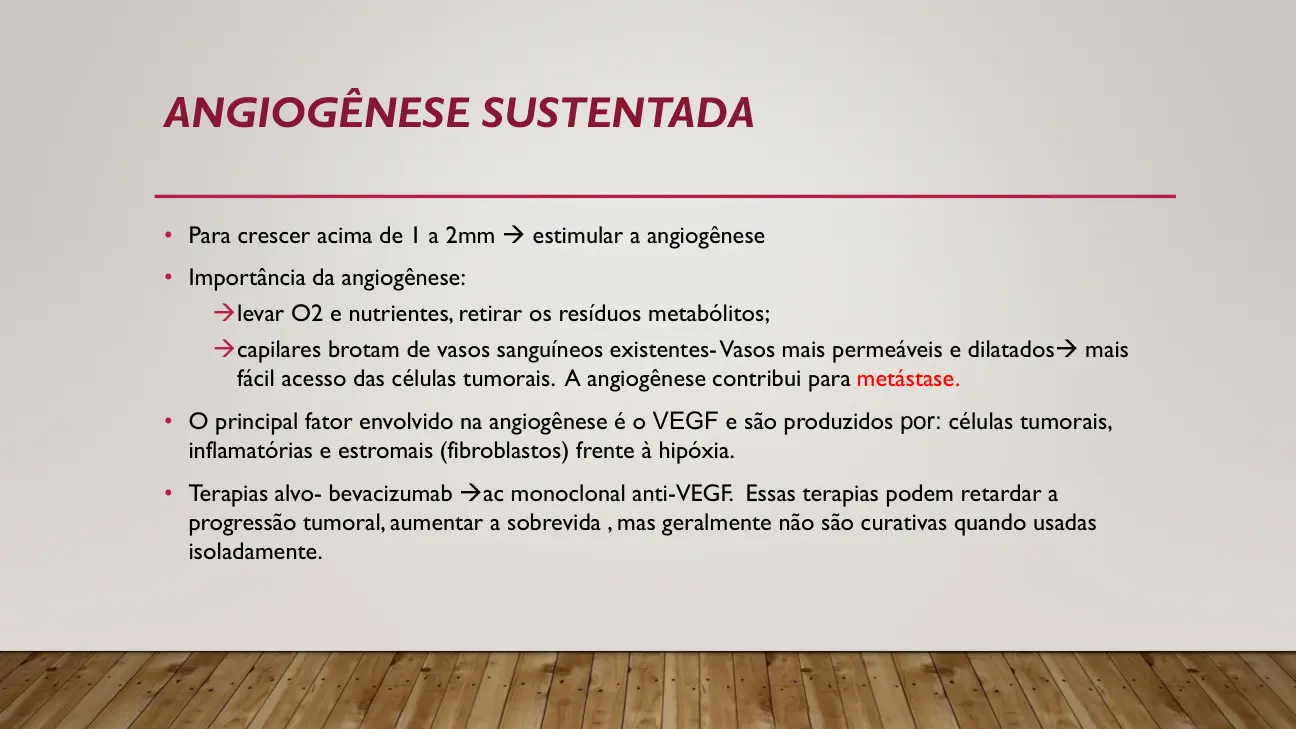 ANGIOGÊNESE SUSTENTADA
• Para crescer acima de 1 a 2mm → estimular a angiogênese
• Importância da angiogênese:
→levar O2 e nutrientes, retirar os resíduos metabólitos;
→capilares brotam de vasos sanguíneos existentes- Vasos mais permeáveis e dilatados→ mais
fácil acesso das células tumorais. A angiogênese contribui para metástase.
• O principal fator envolvido na angiogênese é o VEGF e são produzidos por: células tumorais,
inflamatórias e estromais (fibroblastos) frente à hipóxia.
• Terapias alvo- bevacizumab →ac monoclonal anti-VEGF. Essas terapias podem retardar a
progressão tumoral, aumentar a sobrevida , mas geralmente não são curativas quando usadas
isoladamente.